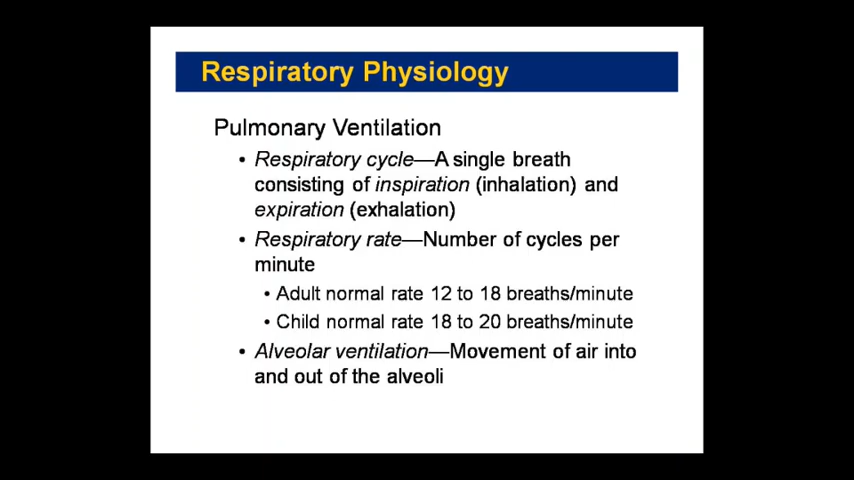 Respiratory Physiology
Pulmonary Ventilation
• Respiratory cycle—A single breath
consisting of inspiration (inhalation) and
expiration (exhalation)
• Respiratory rate—Number of cycles per
minute
• Adult normal rate 12 to 18 breaths/minute
• Child normal rate 18 to 20 breaths/minute
• Alveolar ventilation—Movement of air into
and out of the alveoli